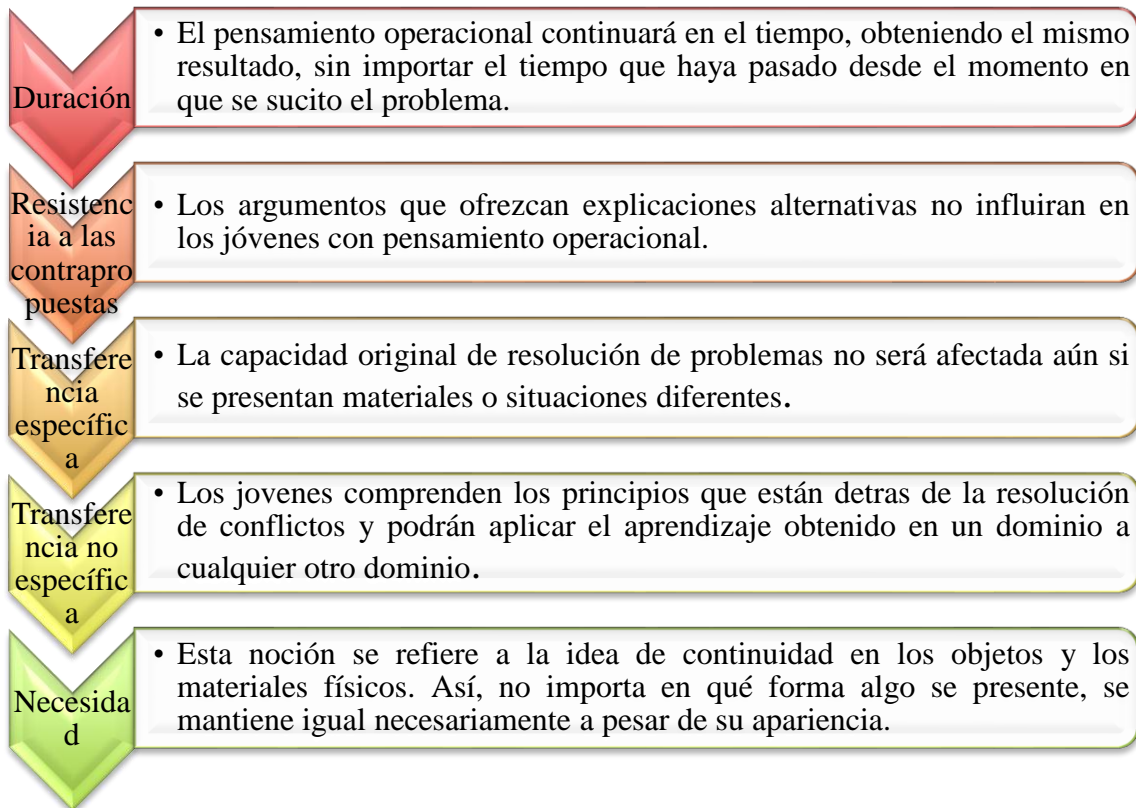 Duración
• El pensamiento operacional continuará en el tiempo, obteniendo el mismo
resultado, sin importar el tiempo que haya pasado desde el momento en
que se sucito el problema.
Resistenc
ia a las
contrapro
puestas
• Los argumentos que ofrezcan explicaciones alternativas no influiran en
los jóvenes con pensamiento operacional.
Transfere
ncia
específic
a
• La capacidad original de resolución de problemas no será afectada aún si
se presentan materiales o situaciones diferentes.
Transfere
ncia no
específic
a
• Los jovenes comprenden los principios que están detras de la resolución
de conflictos y podrán aplicar el aprendizaje obtenido en un dominio a
cualquier otro dominio.
Necesida
d
• Esta noción se refiere a la idea de continuidad en los objetos y los
materiales físicos. Así, no importa en qué forma algo se presente, se
mantiene igual necesariamente a pesar de su apariencia.